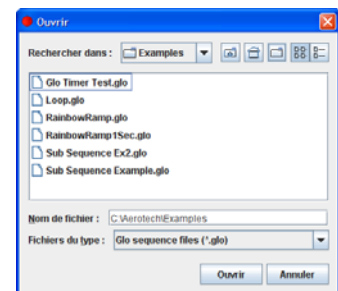 Ouvrir
Rechercher dans : Examples
Glo Timer Test.glo
Loop.glo
RainbowRamp.glo
RainbowRamp1Sec.glo
Sub Sequence Ex2.glo
Sub Sequence Example.glo
Nom de fichier : C:\Aerotech\Examples
Fichiers du type : Glo sequence files (*.glo)
Ouvrir Annuler